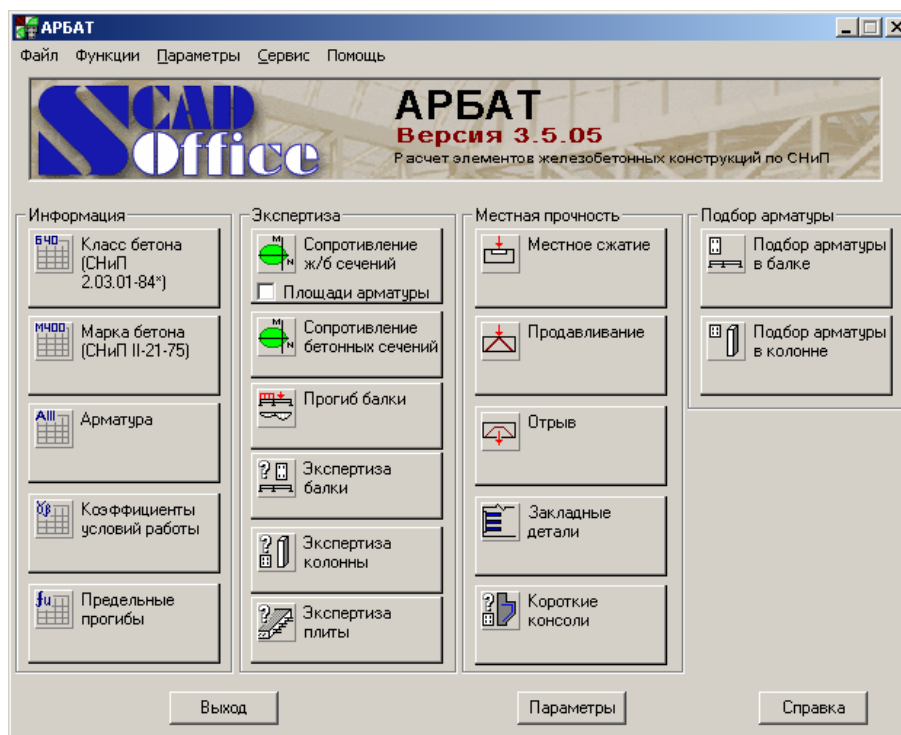 АРБАТ
Файл Функции Параметры Сервис Помощь
SCAD
Office
АРБАТ
Версия 3.5.05
Расчет элементов железобетонных конструкций по СНиП
Информация
Б40
Класс бетона
(СНиП
2.03.01-84*)
М400
Марка бетона
(СНиП II-21-75)
АIII
Арматура
γβ
Коэффициенты
условий работы
fu
Предельные
прогибы
Экспертиза
M
N
Сопротивление
ж/б сечений
Площади арматуры
M
N
Сопротивление
бетонных сечений
Прогиб балки
?
Экспертиза
балки
?
Экспертиза
колонны
?
Экспертиза
плиты
Местная прочность
Местное сжатие
Продавливание
Отрыв
Закладные
детали
?
Короткие
консоли
Подбор арматуры
Подбор арматуры
в балке
Подбор арматуры
в колонне
Выход
Параметры
Справка